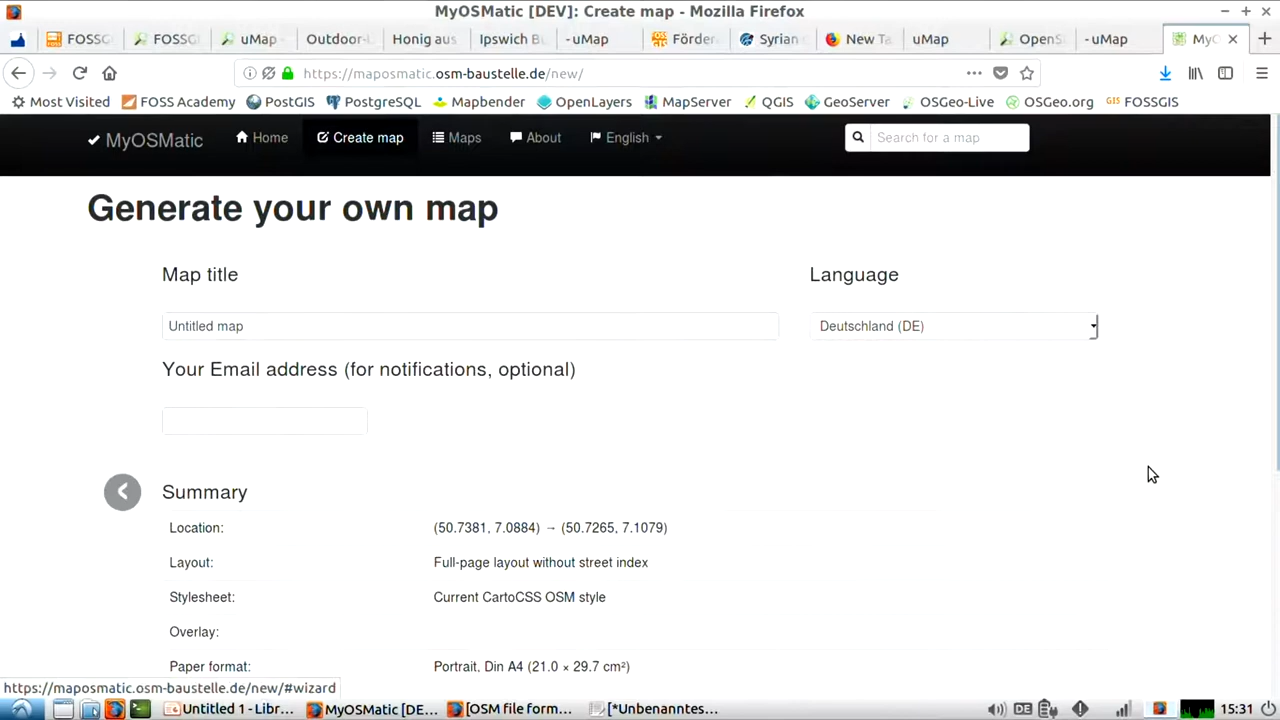 MyOSMatic [DEV]: Create map - Mozilla Firefox
FOSSG
FOSSGI
uMap -
Outdoor-
Honig aus
Ipswich B
- uMap
Förder
Syrian
New Ta
uMap
OpenS
- uMap
MyO
https://maposmatic.osm-baustelle.de/new/
Most Visited
FOSS Academy
PostGIS
PostgreSQL
Mapbender
OpenLayers
MapServer
QGIS
GeoServer
OSGeo-Live
OSGeo.org
FOSSGIS
MyOSMatic
Home
Create map
Maps
About
English
Search for a map
Generate your own map
Map title
Language
Untitled map
Deutschland (DE)
Your Email address (for notifications, optional)
Summary
Location: (50.7381, 7.0884) → (50.7265, 7.1079)
Layout: Full-page layout without street index
Stylesheet: Current CartoCSS OSM style
Overlay:
Paper format: Portrait, Din A4 (21.0 × 29.7 cm²)
https://maposmatic.osm-baustelle.de/new/#wizard
Untitled 1 - Libr...
MyOSMatic [DE...
[OSM file form...
[*Unbenanntes...
DE
15:31